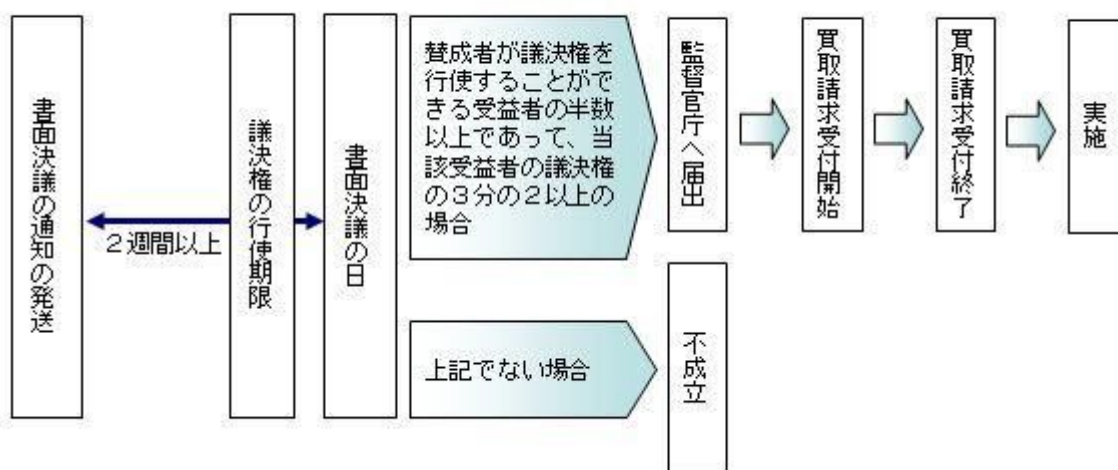 書面決議の通知の発送
２週間以上
議決権の行使期限
書面決議の日
賛成者が議決権を
行使することがで
きる受益者の半数
以上であって、当
該受益者の議決権
の３分の２以上の
場合
監督官庁へ届出
買取請求受付開始
買取請求受付終了
実施
上記でない場合
不成立